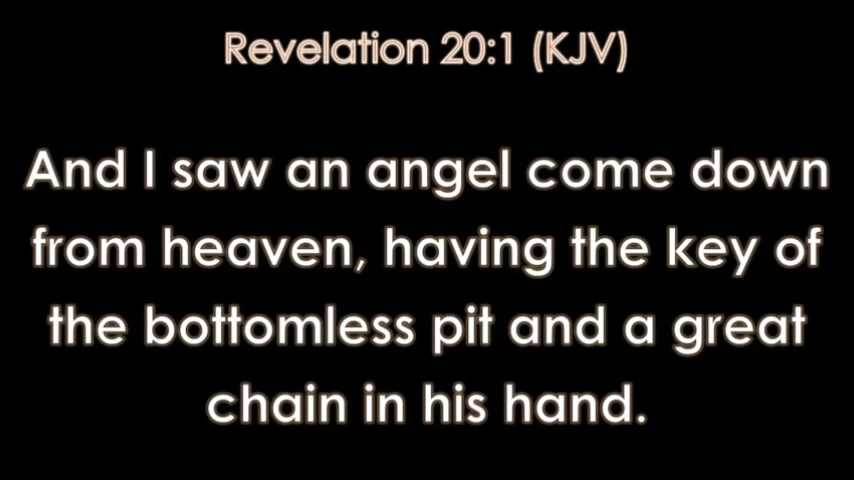 Revelation 20:1 (KJV)
And I saw an angel come down
from heaven, having the key of
the bottomless pit and a great
chain in his hand.